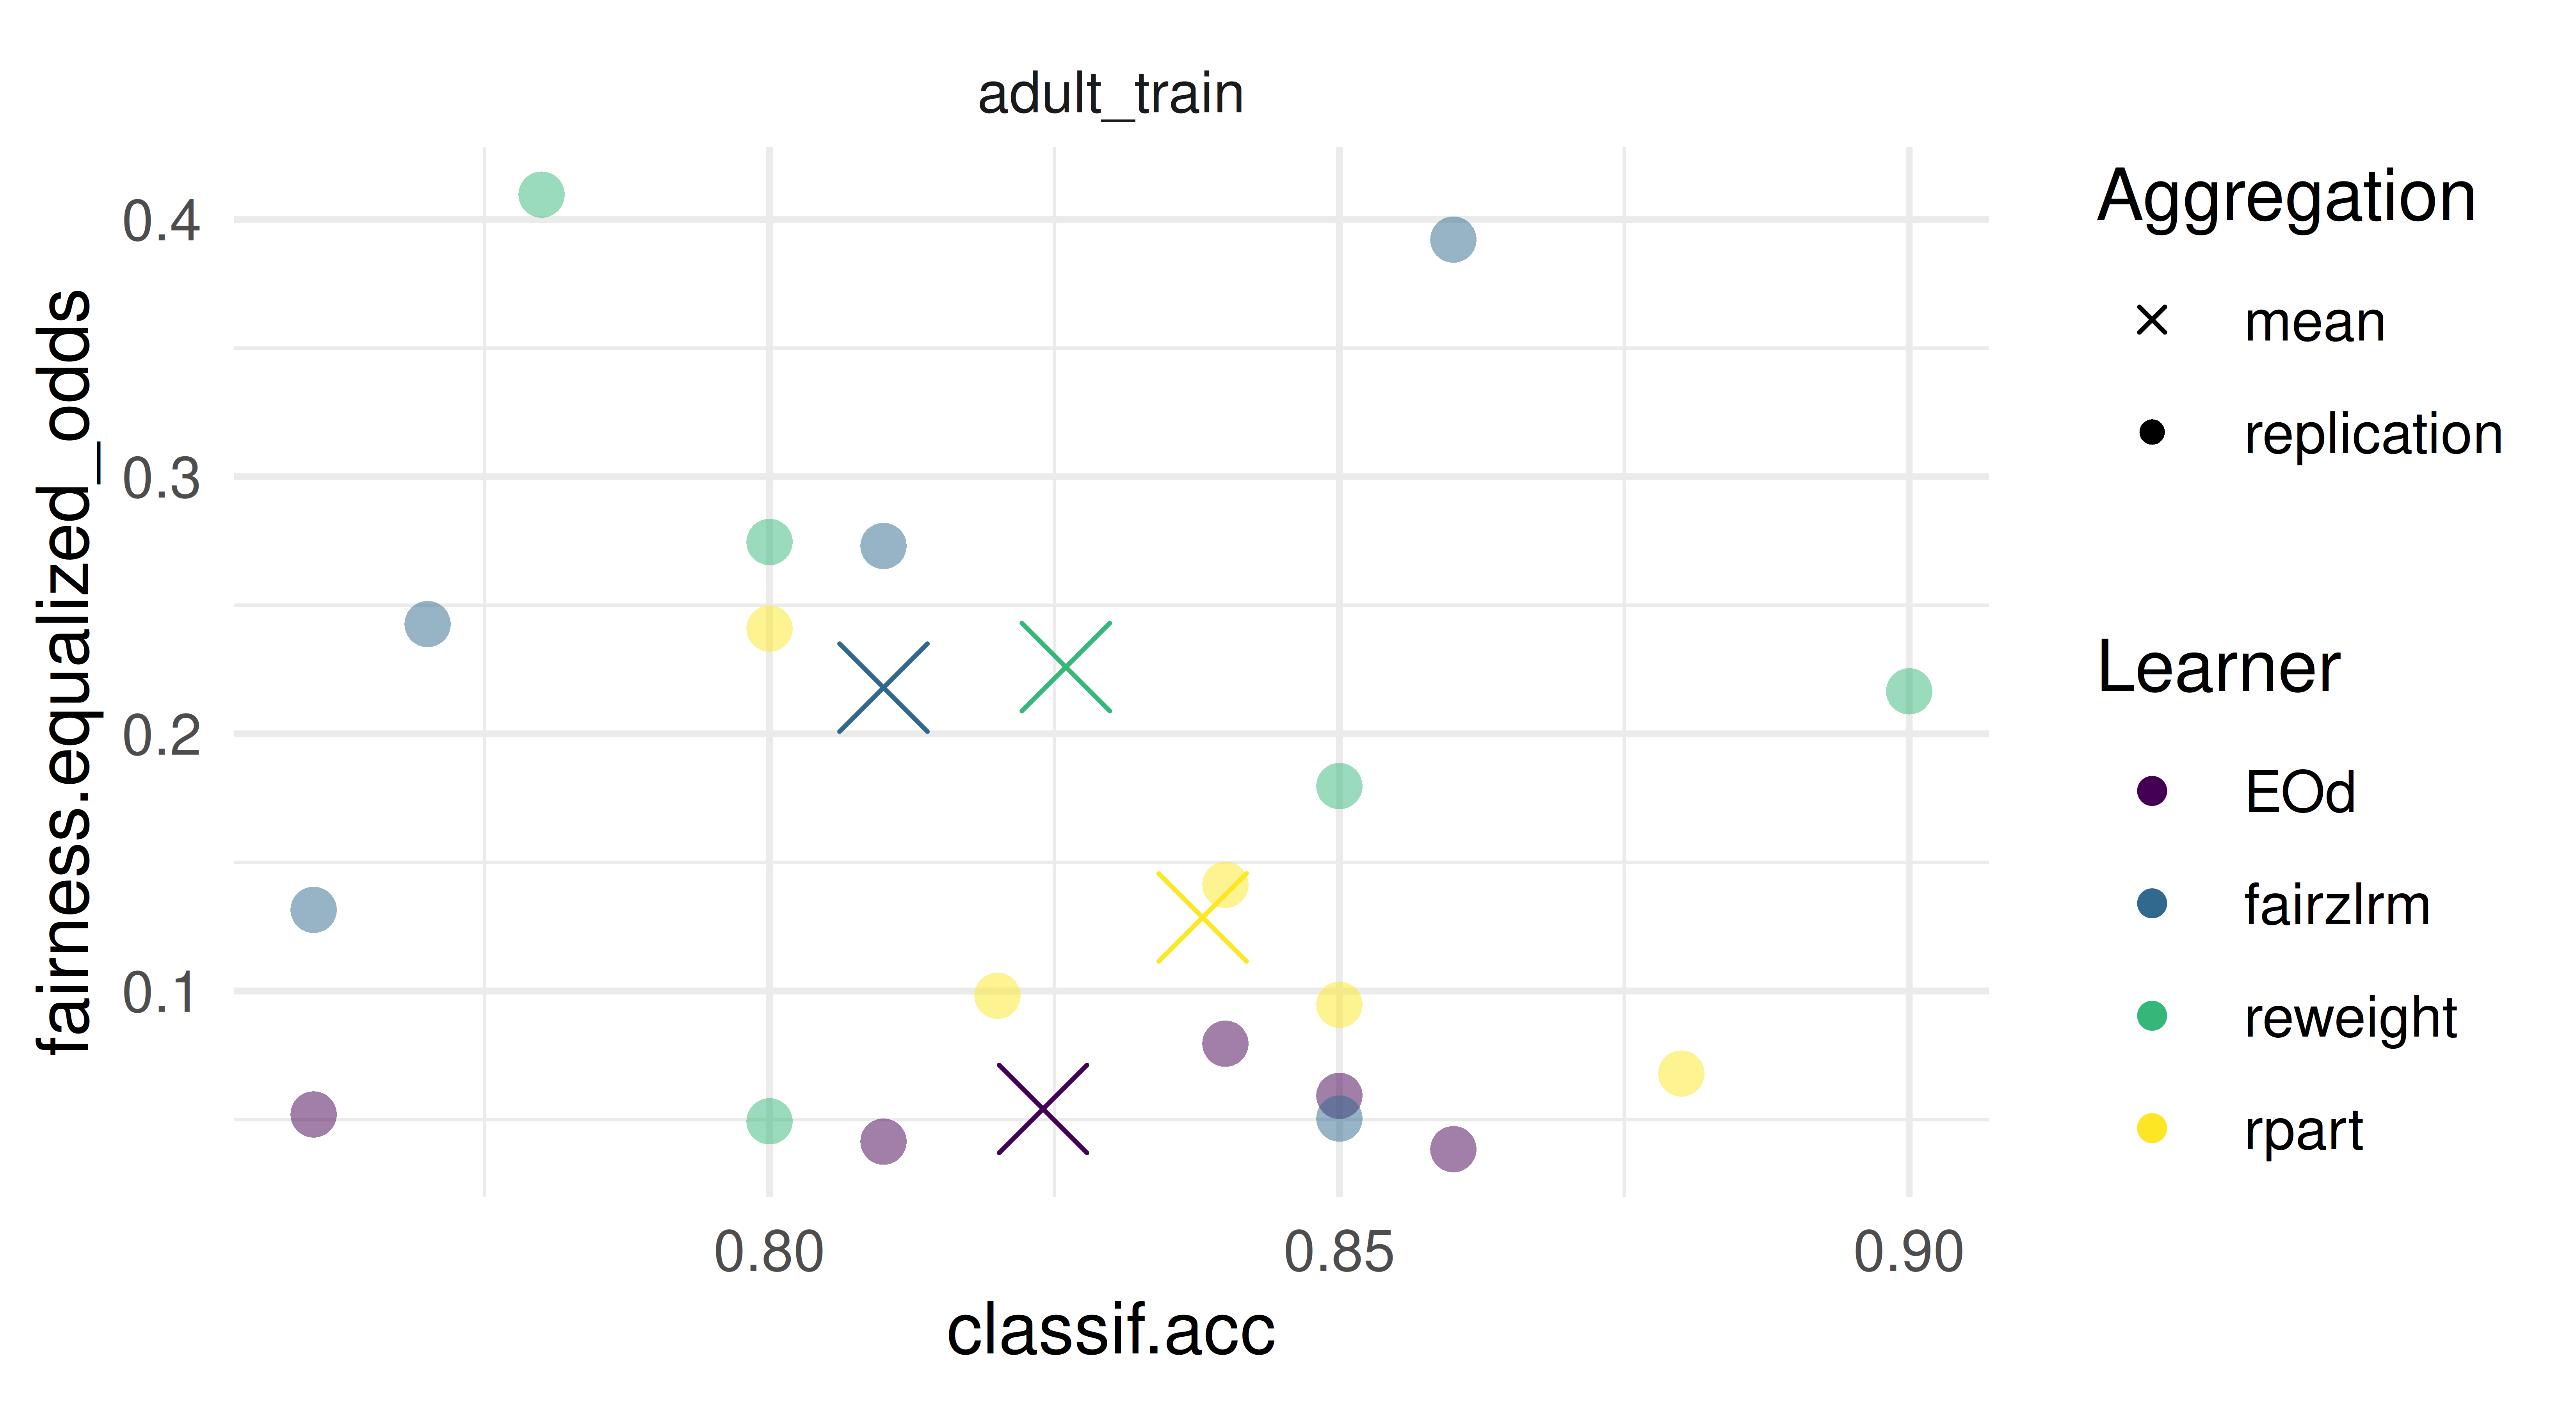 adult_train
fairness.equalized_odds
0.4
0.3
0.2
0.1
0.80
0.85
0.90
classif.acc
Aggregation
mean
replication
Learner
EOd
fairzlrm
reweight
rpart